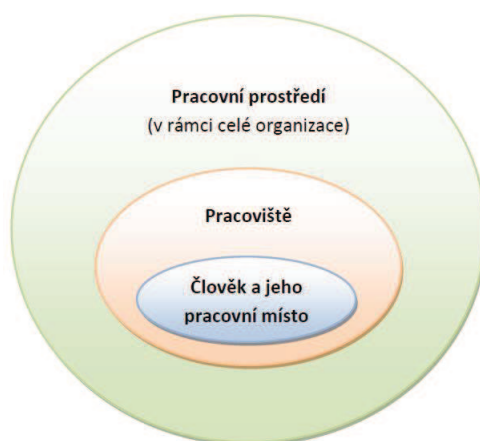 Pracovní prostředí
(v rámci celé organizace)
Pracoviště
Člověk a jeho
pracovní místo